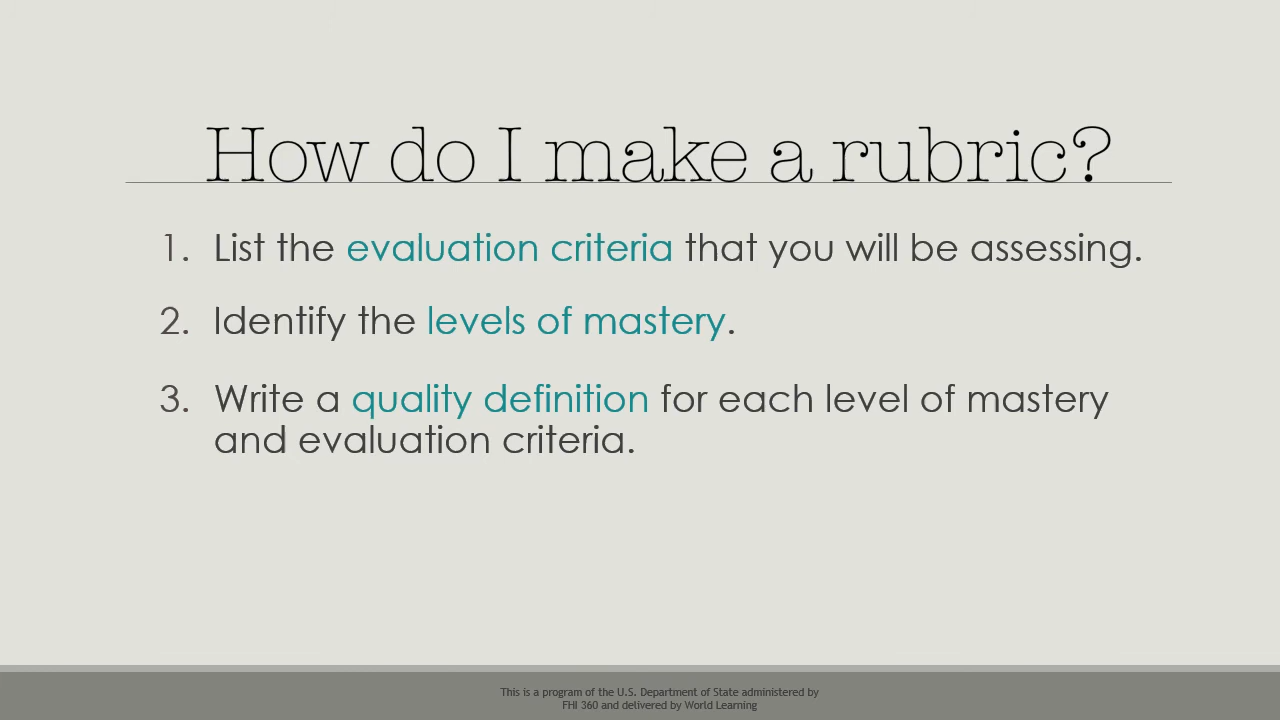 How do I make a rubric?
1. List the evaluation criteria that you will be assessing.
2. Identify the levels of mastery.
3. Write a quality definition for each level of mastery
and evaluation criteria.
This is a program of the U.S. Department of State administered by
FHI 360 and delivered by World Learning